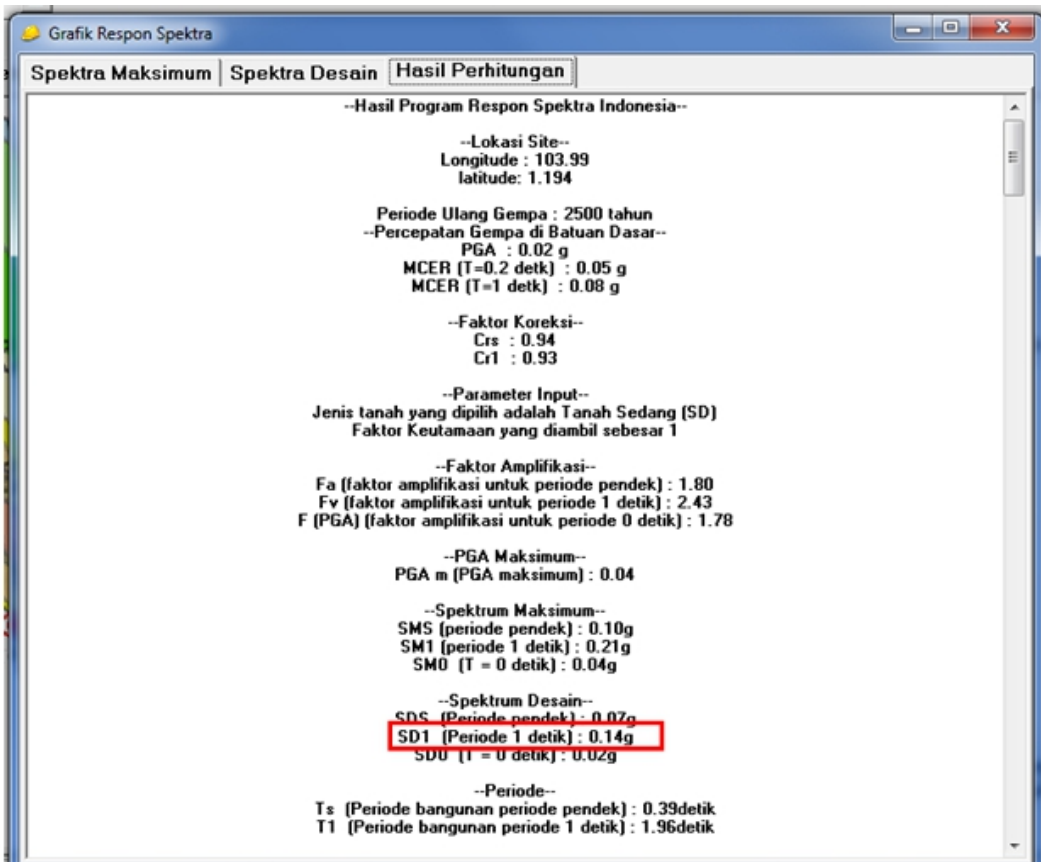 Grafik Respon Spektra
Spektra Maksimum Spektra Desain Hasil Perhitungan
--Hasil Program Respon Spektra Indonesia--
--Lokasi Site--
Longitude : 103.99
latitude: 1.194
Periode Ulang Gempa : 2500 tahun
--Percepatan Gempa di Batuan Dasar--
PGA : 0.02 g
MCER (T=0.2 detk) : 0.05 g
MCER (T=1 detk) : 0.08 g
--Faktor Koreksi--
Crs : 0.94
Cr1 : 0.93
--Parameter Input--
Jenis tanah yang dipilih adalah Tanah Sedang (SD)
Faktor Keutamaan yang diambil sebesar 1
--Faktor Amplifikasi--
Fa (faktor amplifikasi untuk periode pendek) : 1.80
Fv (faktor amplifikasi untuk periode 1 detik) : 2.43
F (PGA) (faktor amplifikasi untuk periode 0 detik) : 1.78
--PGA Maksimum--
PGA m (PGA maksimum) : 0.04
--Spektrum Maksimum--
SMS (periode pendek) : 0.10g
SM1 (periode 1 detik) : 0.21g
SM0 (T = 0 detik) : 0.04g
--Spektrum Desain--
SDS (Periode pendek) : 0.07g
SD1 (Periode 1 detik) : 0.14g
SD0 (T = 0 detik) : 0.02g
--Periode--
Ts (Periode bangunan periode pendek) : 0.39detik
T1 (Periode bangunan periode 1 detik) : 1.96detik